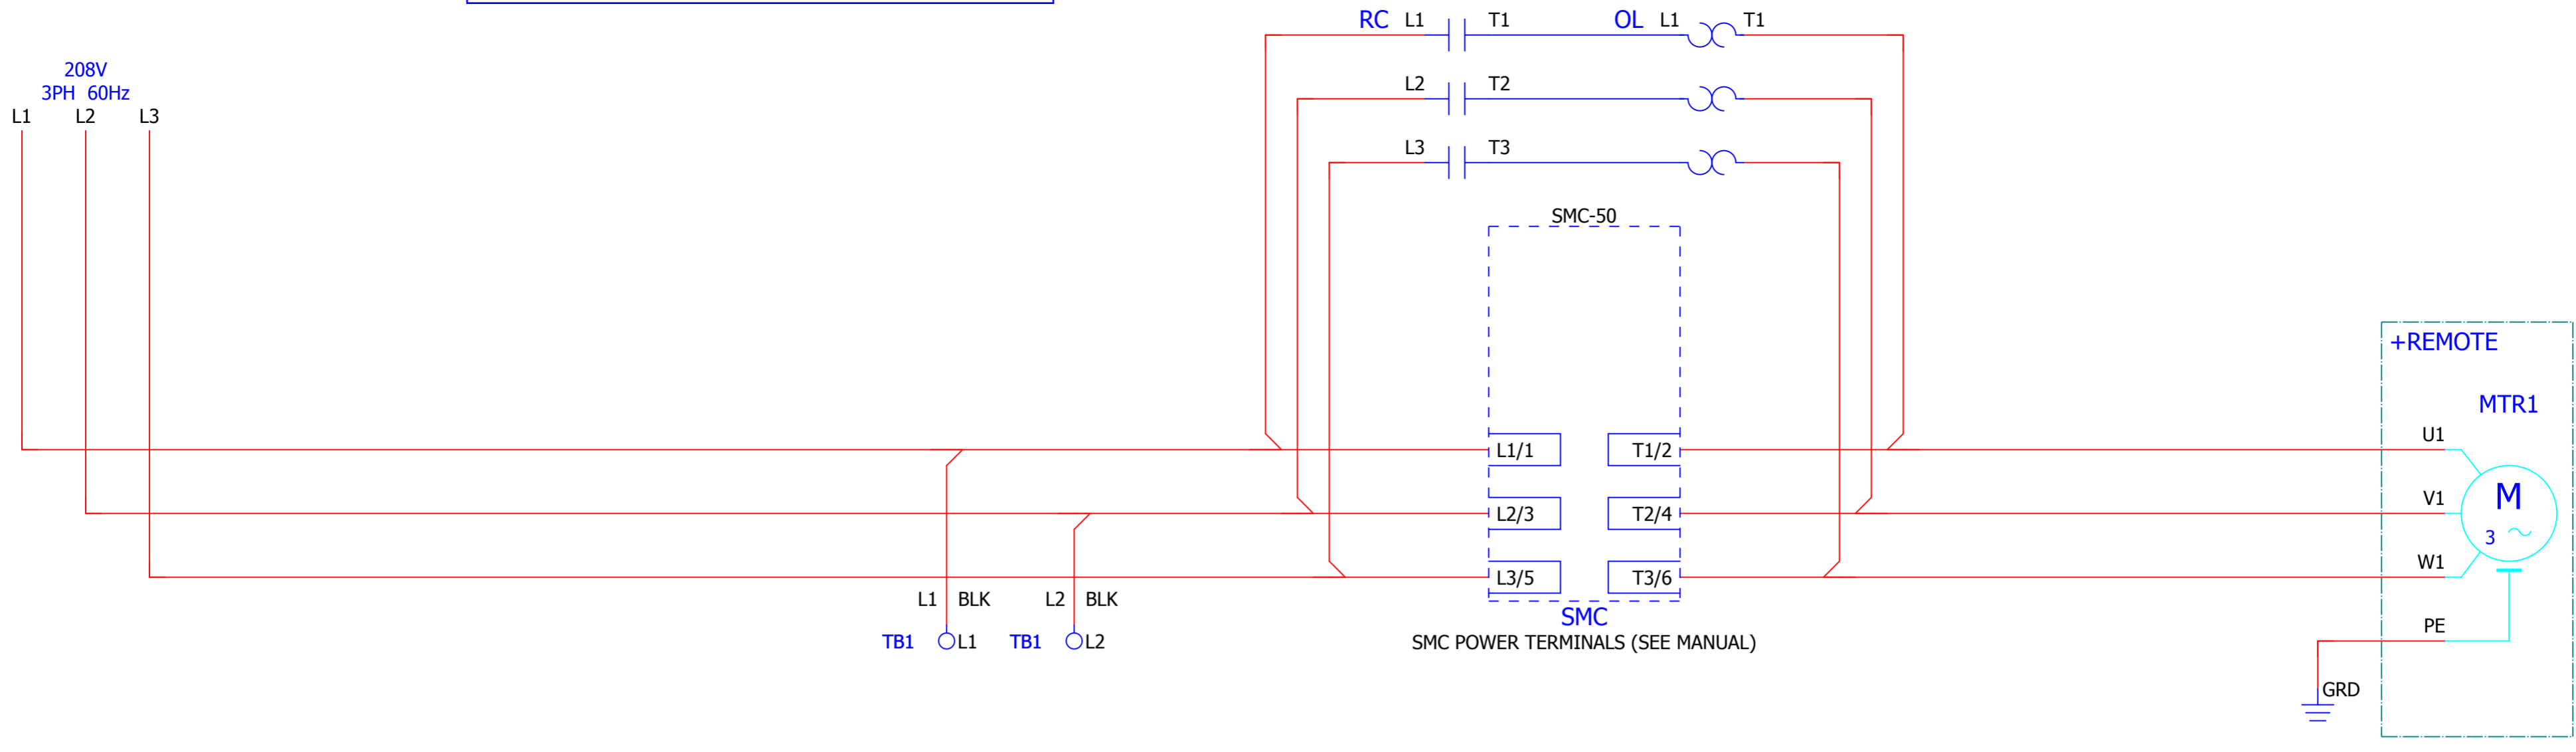 RC L1 T1 OL L1 T1
208V
3PH 60Hz
L2 T2
L1 L2 L3
L3 T3
SMC-50
+REMOTE
MTR1
U1
L1/1 T1/2
V1
M
L2/3 T2/4
3 ~
W1
L3/5 T3/6
L1 BLK L2 BLK
SMC
PE
TB1 L1 TB1 L2
SMC POWER TERMINALS (SEE MANUAL)
GRD